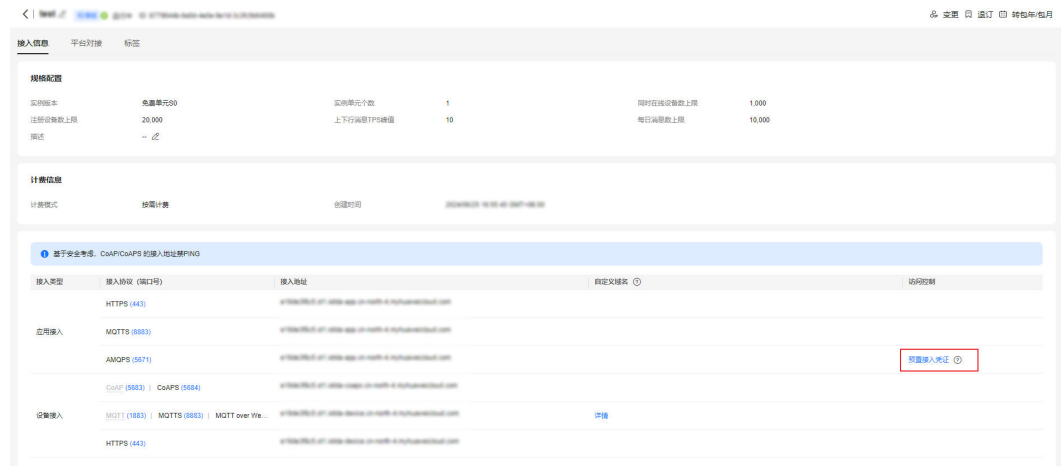 变更 退订 转包年/包月
接入信息 平台对接 标签
规格配置
实例版本 免费单元S0 实例单元个数 1 同时在线设备数上限 1,000
注册设备数上限 20,000 上下行消息TPS峰值 10 每日消息数上限 10,000
描述 --
计费信息
计费模式 按需计费 创建时间
基于安全考虑，CoAP/CoAPS 的接入地址禁PING
接入类型 接入协议（端口号） 接入地址 自定义域名 访问控制
HTTPS (443)
应用接入 MQTTS (8883)
AMQPS (5671) 预置接入凭证
CoAP (5683) | CoAPS (5684)
设备接入 MQTT (1883) | MQTTS (8883) | MQTT over We... 详情
HTTPS (443)